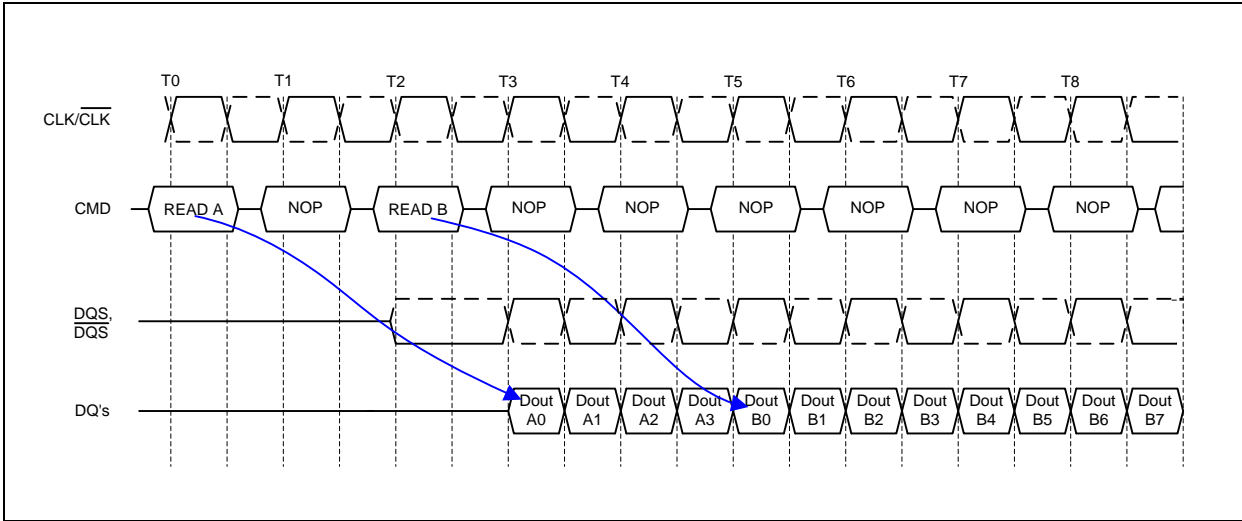 T0 T1 T2 T3 T4 T5 T6 T7 T8
CLK/CLK
CMD READ A NOP READ B NOP NOP NOP NOP NOP NOP
DQS,
DQS
DQ's Dout Dout Dout Dout Dout Dout Dout Dout Dout Dout Dout Dout
A0 A1 A2 A3 B0 B1 B2 B3 B4 B5 B6 B7